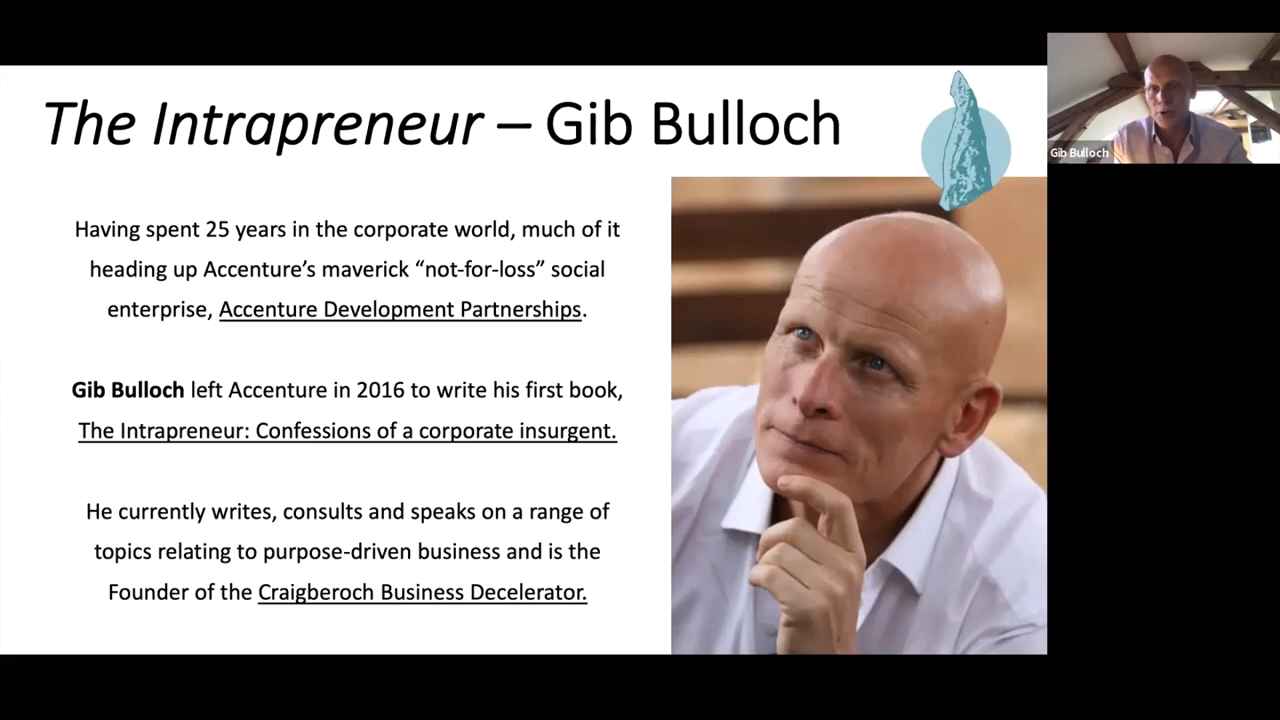 The Intrapreneur – Gib Bulloch
Gib Bulloch
Having spent 25 years in the corporate world, much of it
heading up Accenture’s maverick “not-for-loss” social
enterprise, Accenture Development Partnerships.
Gib Bulloch left Accenture in 2016 to write his first book,
The Intrapreneur: Confessions of a corporate insurgent.
He currently writes, consults and speaks on a range of
topics relating to purpose-driven business and is the
Founder of the Craigberoch Business Decelerator.